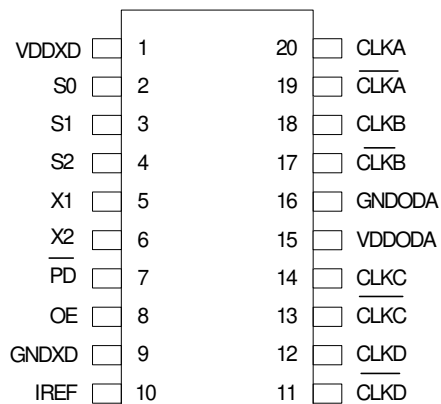 VDDXD 1 20 CLKA
S0 2 19 CLKA
S1 3 18 CLKB
S2 4 17 CLKB
X1 5 16 GNDODA
X2 6 15 VDDODA
PD 7 14 CLKC
OE 8 13 CLKC
GNDXD 9 12 CLKD
IREF 10 11 CLKD